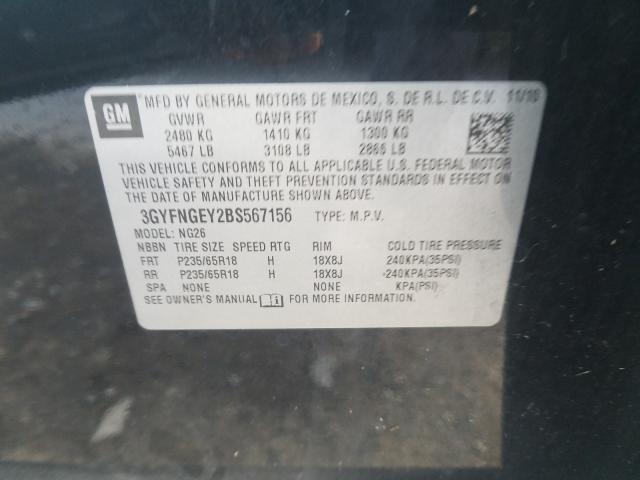 GM
MFD BY GENERAL MOTORS DE MEXICO, S. DE R.L. DE C.V. 11/10
GVWR GAWR FRT GAWR RR
2480 KG 1410 KG 1300 KG
5467 LB 3108 LB 2866 LB
THIS VEHICLE CONFORMS TO ALL APPLICABLE U.S. FEDERAL MOTOR
VEHICLE SAFETY AND THEFT PREVENTION STANDARDS IN EFFECT ON
THE DATE OF MANUFACTURE SHOWN ABOVE.
3GYFNGEY2BS567156 TYPE: M.P.V.
MODEL: NG26
NBBN TIRE SIZE SPEED RTG RIM COLD TIRE PRESSURE
FRT P235/65R18 H 18X8J 240KPA(35PSI)
RR P235/65R18 H 18X8J 240KPA(35PSI)
SPA NONE NONE KPA(PSI)
SEE OWNER'S MANUAL FOR MORE INFORMATION.